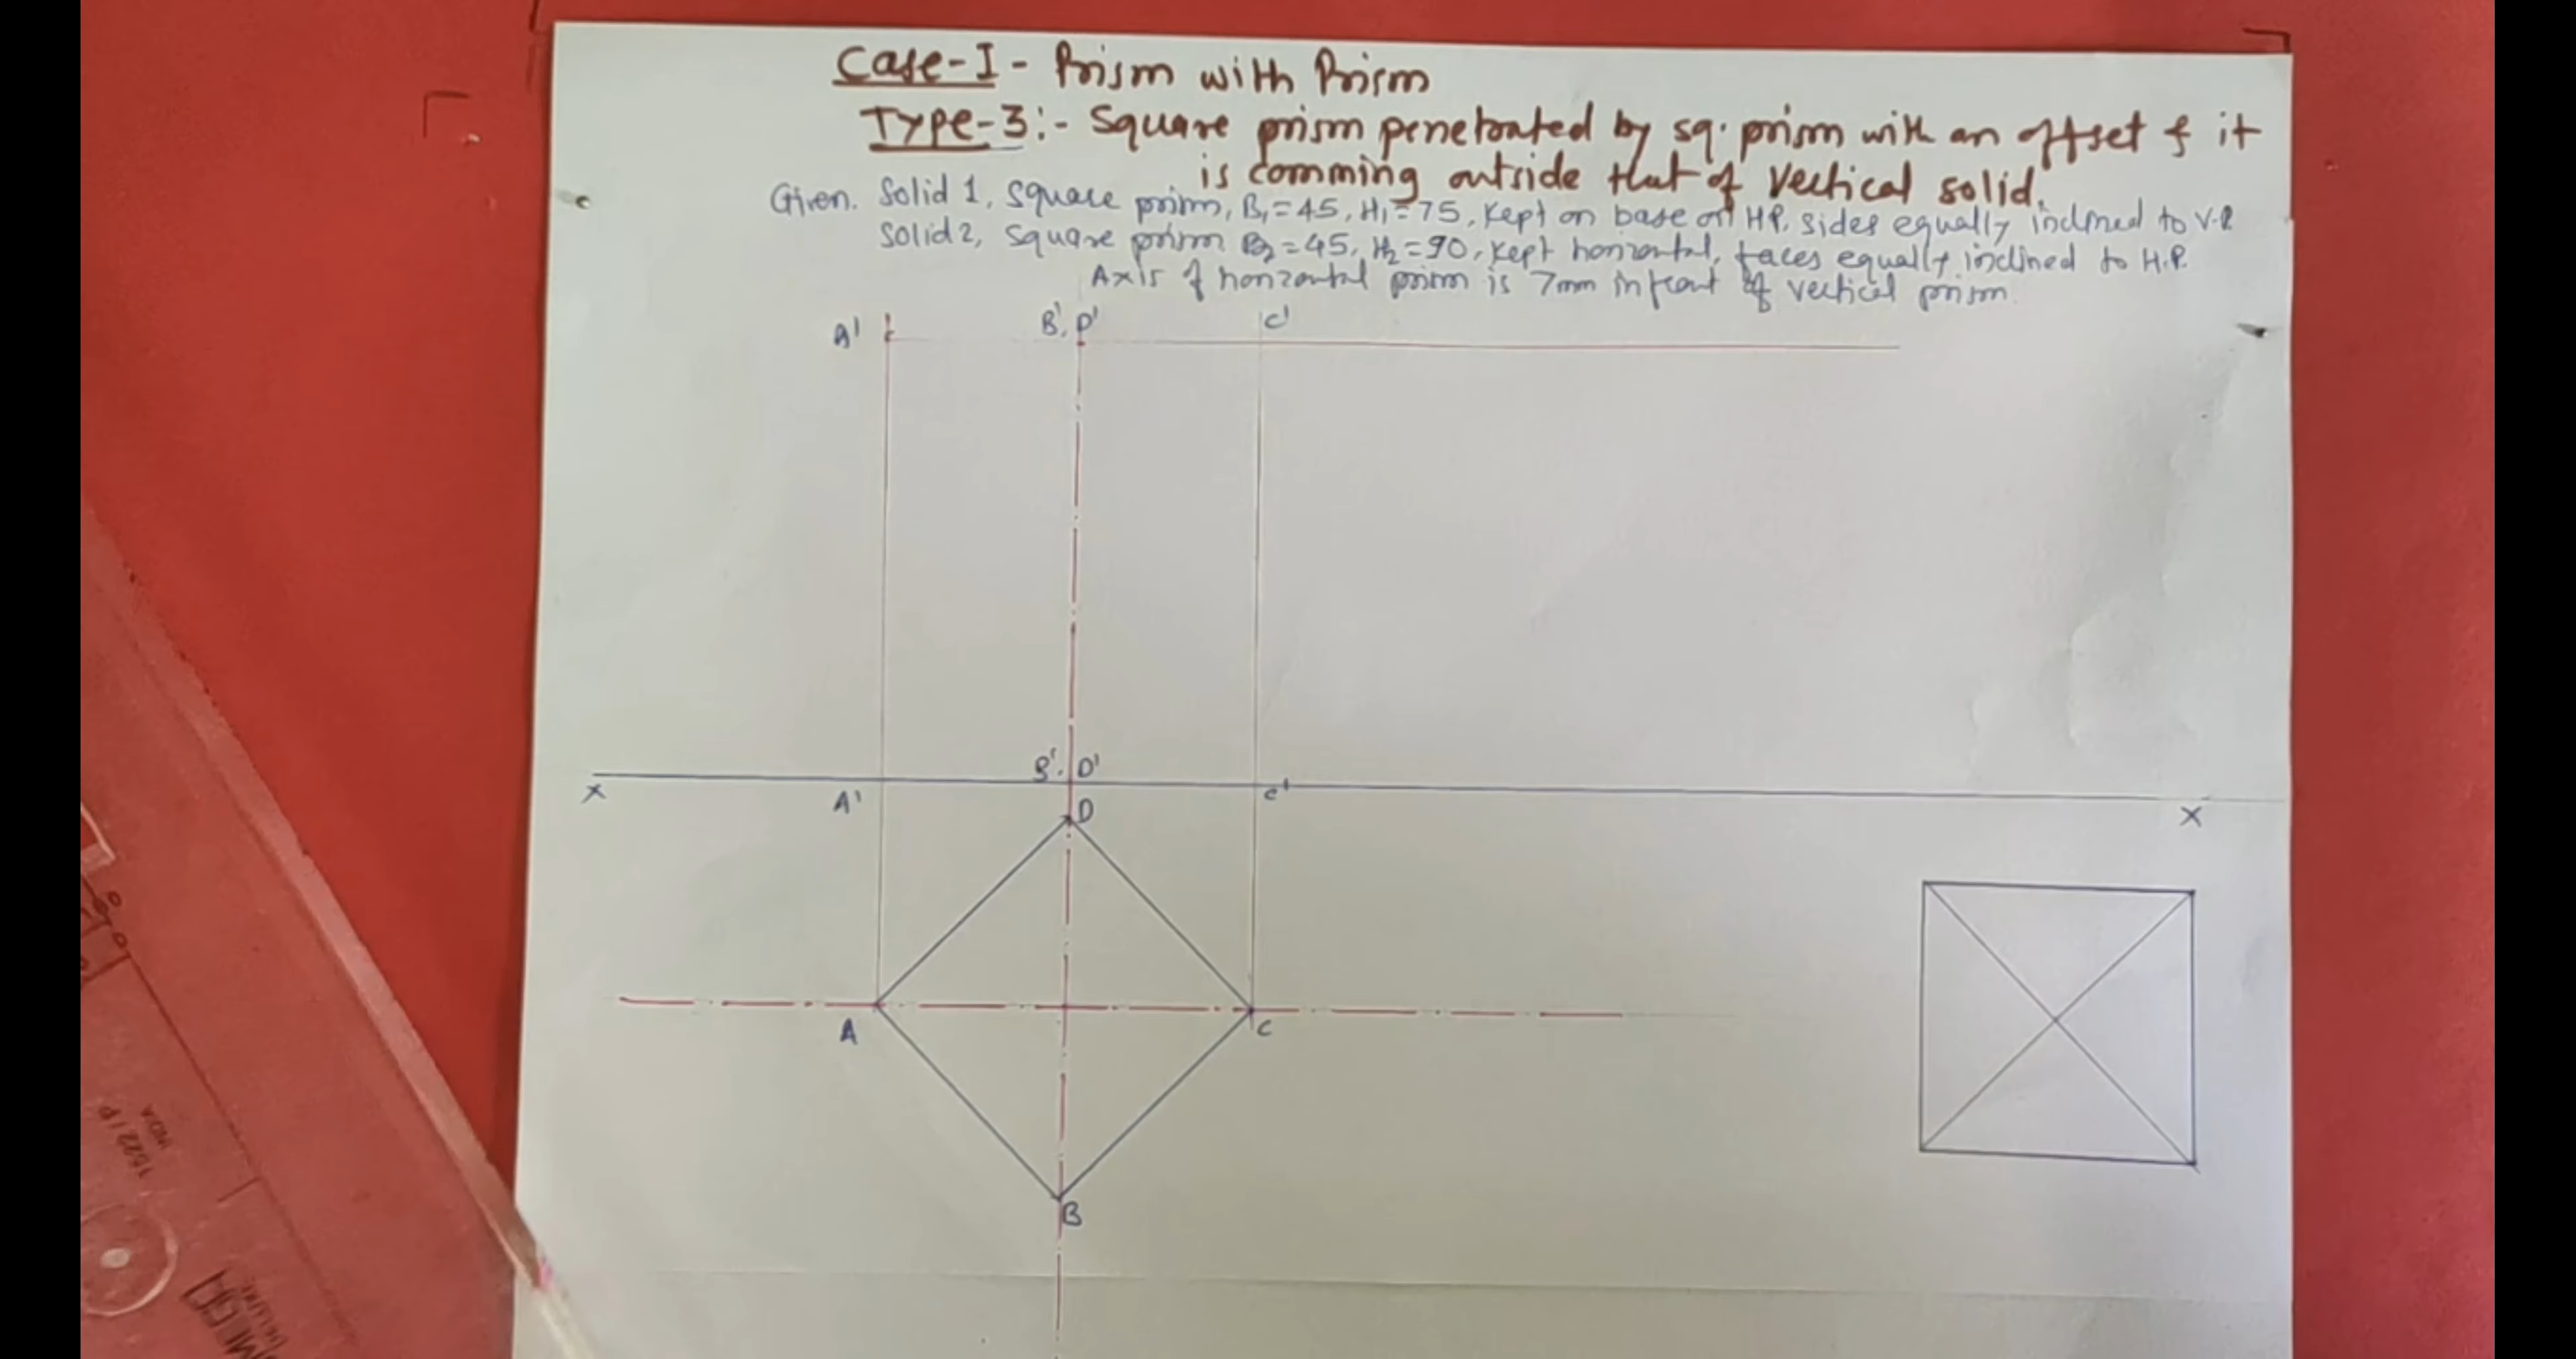 Case-I - Prism with Prism
Type-3:- Square prism penetrated by sq. prism with an offset & it
is comming outside that of vertical solid.
Given. Solid 1, square prism, B1=45, H1=75, Kept on base on HP. sides equally inclined to V.P.
Solid 2, square prism B2=45, H2=90, Kept horizontal, faces equally inclined to H.P.
Axis of horizontal prism is 7mm infront of vertical prism.
A' B', D' C'
B'. D'
X A' C' X
D
A C
B
15221P
INDIA